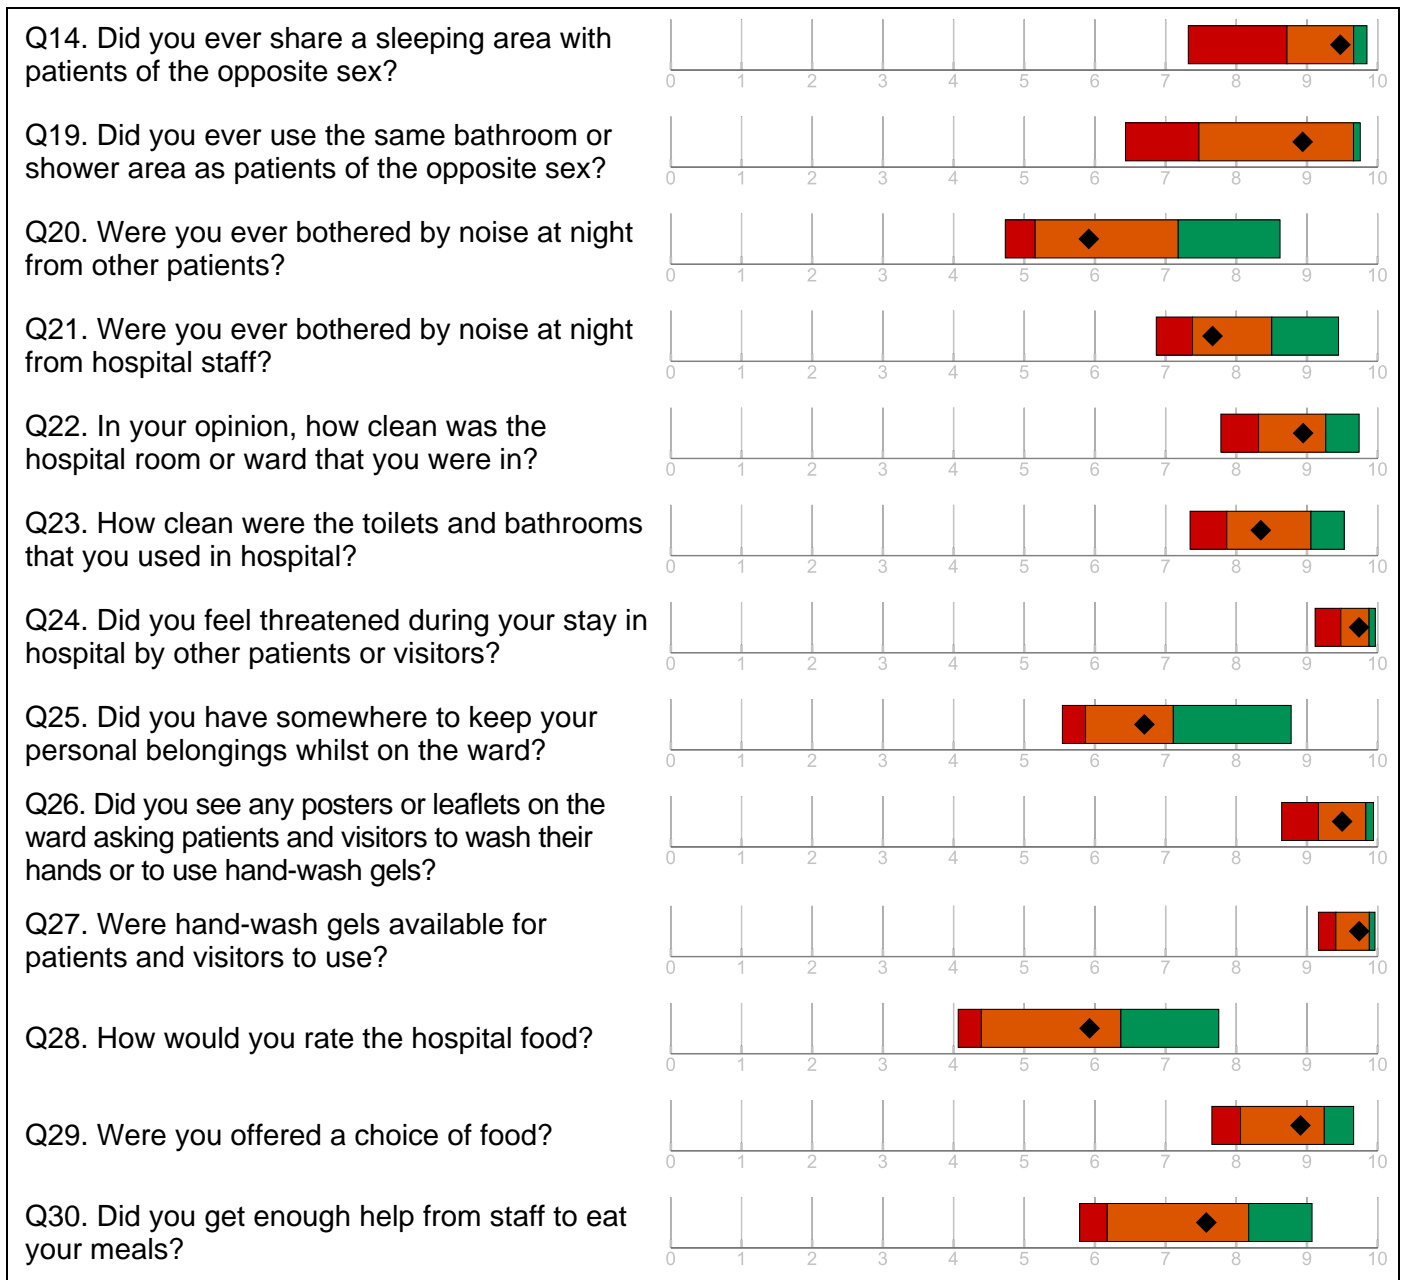 Q14. Did you ever share a sleeping area with
patients of the opposite sex?
0 1 2 3 4 5 6 7 8 9 10
Q19. Did you ever use the same bathroom or
shower area as patients of the opposite sex?
0 1 2 3 4 5 6 7 8 9 10
Q20. Were you ever bothered by noise at night
from other patients?
0 1 2 3 4 5 6 7 8 9 10
Q21. Were you ever bothered by noise at night
from hospital staff?
0 1 2 3 4 5 6 7 8 9 10
Q22. In your opinion, how clean was the
hospital room or ward that you were in?
0 1 2 3 4 5 6 7 8 9 10
Q23. How clean were the toilets and bathrooms
that you used in hospital?
0 1 2 3 4 5 6 7 8 9 10
Q24. Did you feel threatened during your stay in
hospital by other patients or visitors?
0 1 2 3 4 5 6 7 8 9 10
Q25. Did you have somewhere to keep your
personal belongings whilst on the ward?
0 1 2 3 4 5 6 7 8 9 10
Q26. Did you see any posters or leaflets on the
ward asking patients and visitors to wash their
hands or to use hand-wash gels?
0 1 2 3 4 5 6 7 8 9 10
Q27. Were hand-wash gels available for
patients and visitors to use?
0 1 2 3 4 5 6 7 8 9 10
Q28. How would you rate the hospital food?
0 1 2 3 4 5 6 7 8 9 10
Q29. Were you offered a choice of food?
0 1 2 3 4 5 6 7 8 9 10
Q30. Did you get enough help from staff to eat
your meals?
0 1 2 3 4 5 6 7 8 9 10